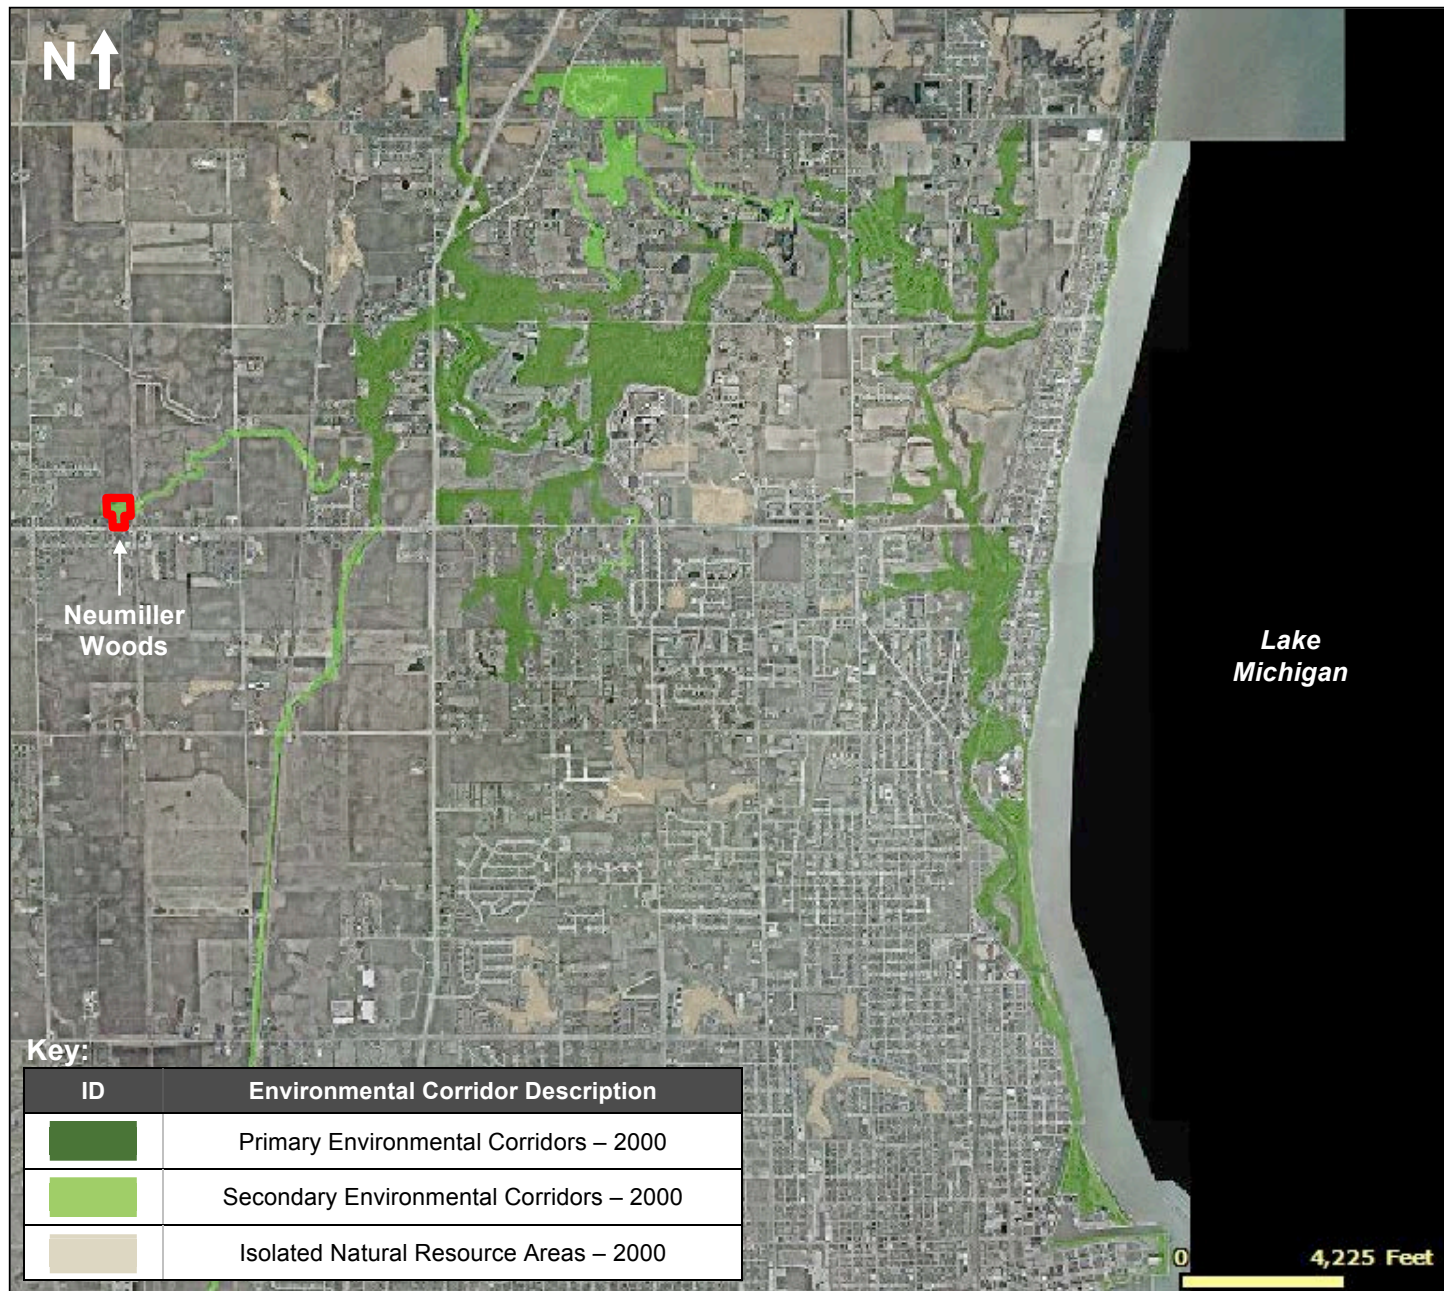 N
Neumiller
Woods
Lake
Michigan
Key:
ID Environmental Corridor Description
Primary Environmental Corridors – 2000
Secondary Environmental Corridors – 2000
Isolated Natural Resource Areas – 2000
0 4,225 Feet